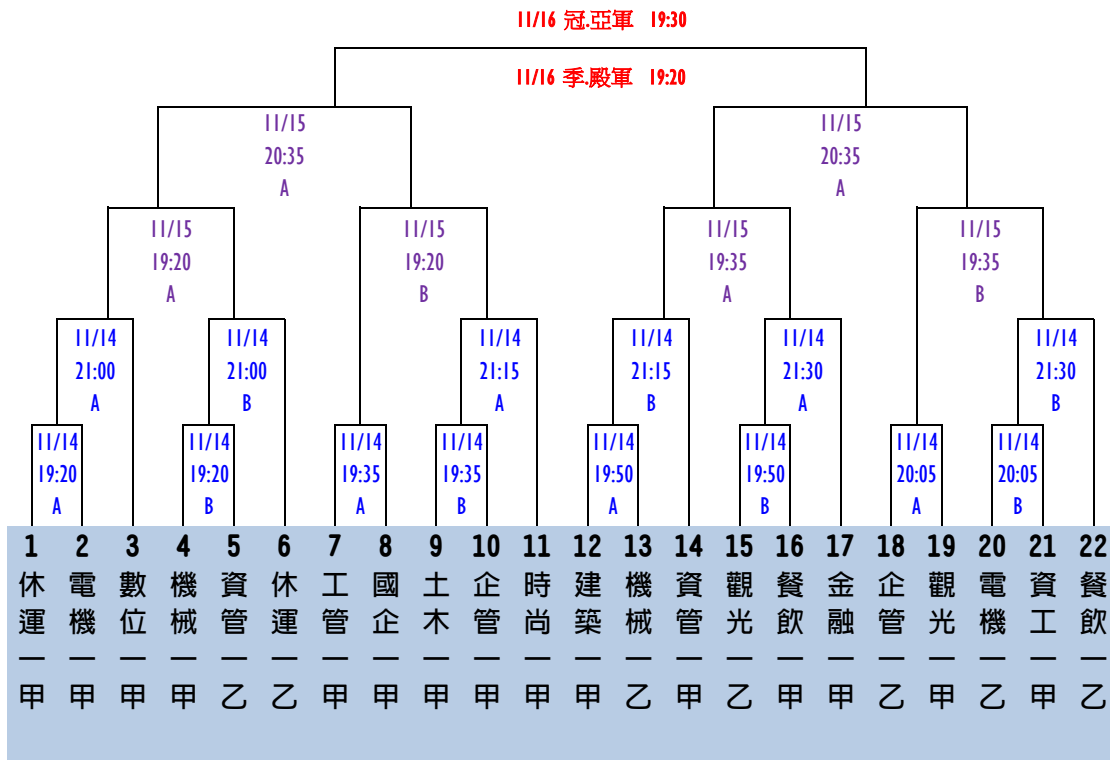 11/16 冠.亞軍 19:30
11/16 季.殿軍 19:20
11/15
20:35
A
11/15
20:35
A
11/15
19:20
A
11/15
19:20
B
11/15
19:35
A
11/15
19:35
B
11/14
21:00
A
11/14
21:00
B
11/14
21:15
A
11/14
21:15
B
11/14
21:30
A
11/14
21:30
B
11/14
19:20
A
11/14
19:20
B
11/14
19:35
A
11/14
19:35
B
11/14
19:50
A
11/14
19:50
B
11/14
20:05
A
11/14
20:05
B
1 2 3 4 5 6 7 8 9 10 11 12 13 14 15 16 17 18 19 20 21 22
休運一甲
電機一甲
數位一甲
機械一甲
資管一乙
休運一乙
工管一甲
國企一甲
土木一甲
企管一甲
時尚一甲
建築一甲
機械一乙
資管一甲
觀光一乙
餐飲一甲
金融一甲
企管一乙
觀光一甲
電機一乙
資工一甲
餐飲一乙